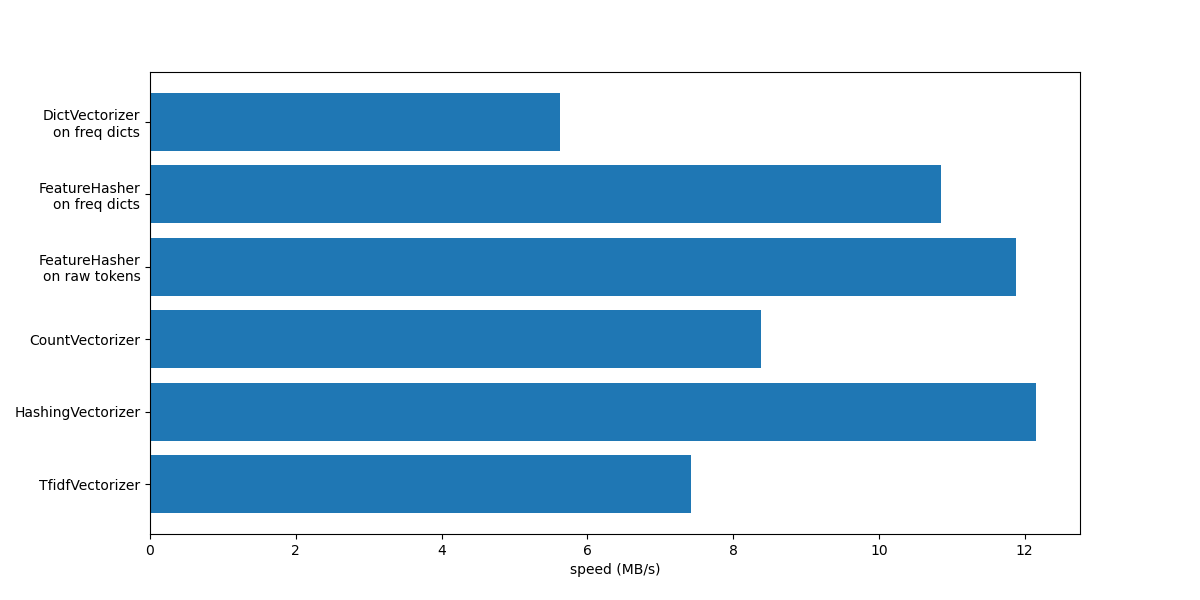 DictVectorizer
on freq dicts
FeatureHasher
on freq dicts
FeatureHasher
on raw tokens
CountVectorizer
HashingVectorizer
TfidfVectorizer
0 2 4 6 8 10 12
speed (MB/s)